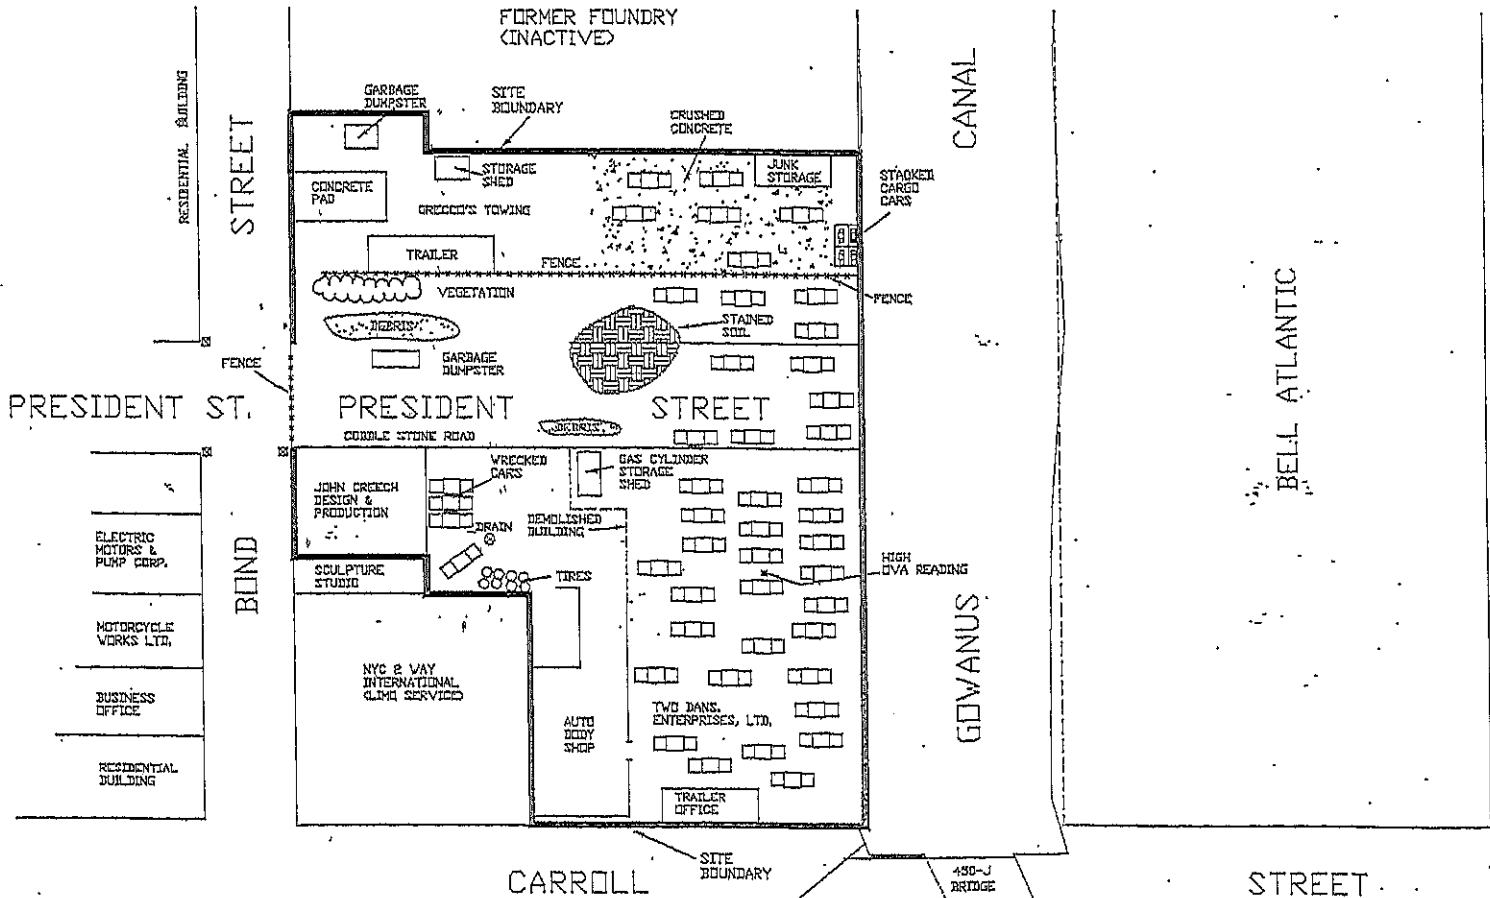 FORMER FOUNDRY
(INACTIVE)
GARBAGE
DUMPSTER
SITE
BOUNDARY
CRUSHED
CONCRETE
CANAL
RESIDENTIAL BUILDING
STREET
STORAGE
SHED
JUNK
STORAGE
STACKED
CARGO
CARS
CONCRETE
PAD
GRECCO'S TOWING
TRAILER
FENCE
VEGETATION
FENCE
DEBRIS
STAINED
SOIL
FENCE
GARBAGE
DUMPSTER
BELL ATLANTIC
PRESIDENT ST.
PRESIDENT STREET
COBBLE STONE ROAD
DEBRIS
WRECKED
CARS
GAS CYLINDER
STORAGE
SHED
JOHN CREECH
DESIGN &
PRODUCTION
DRAIN
DEMOLISHED
BUILDING
ELECTRIC
MOTORS &
PUMP CORP.
HIGH
OVA READING
SCULPTURE
STUDIO
TIRES
BOND
MOTORCYCLE
WORKS LTD.
GOWANUS
NYC 2 WAY
INTERNATIONAL
(LIMO SERVICE)
BUSINESS
OFFICE
AUTO
BODY
SHOP
TWO DANS.
ENTERPRISES, LTD.
RESIDENTIAL
BUILDING
TRAILER
OFFICE
SITE
BOUNDARY
CARROLL
450-J
BRIDGE
STREET